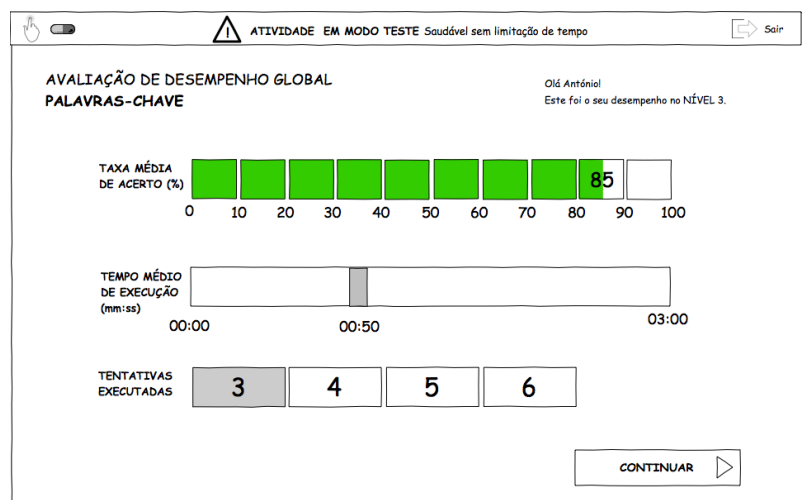 ATIVIDADE EM MODO TESTE Saudável sem limitação de tempo
Sair
AVALIAÇÃO DE DESEMPENHO GLOBAL
PALAVRAS-CHAVE
Olá António!
Este foi o seu desempenho no NÍVEL 3.
TAXA MÉDIA
DE ACERTO (%)
85
0 10 20 30 40 50 60 70 80 90 100
TEMPO MÉDIO
DE EXECUÇÃO
(mm:ss)
00:00 00:50 03:00
TENTATIVAS
EXECUTADAS
3 4 5 6
CONTINUAR